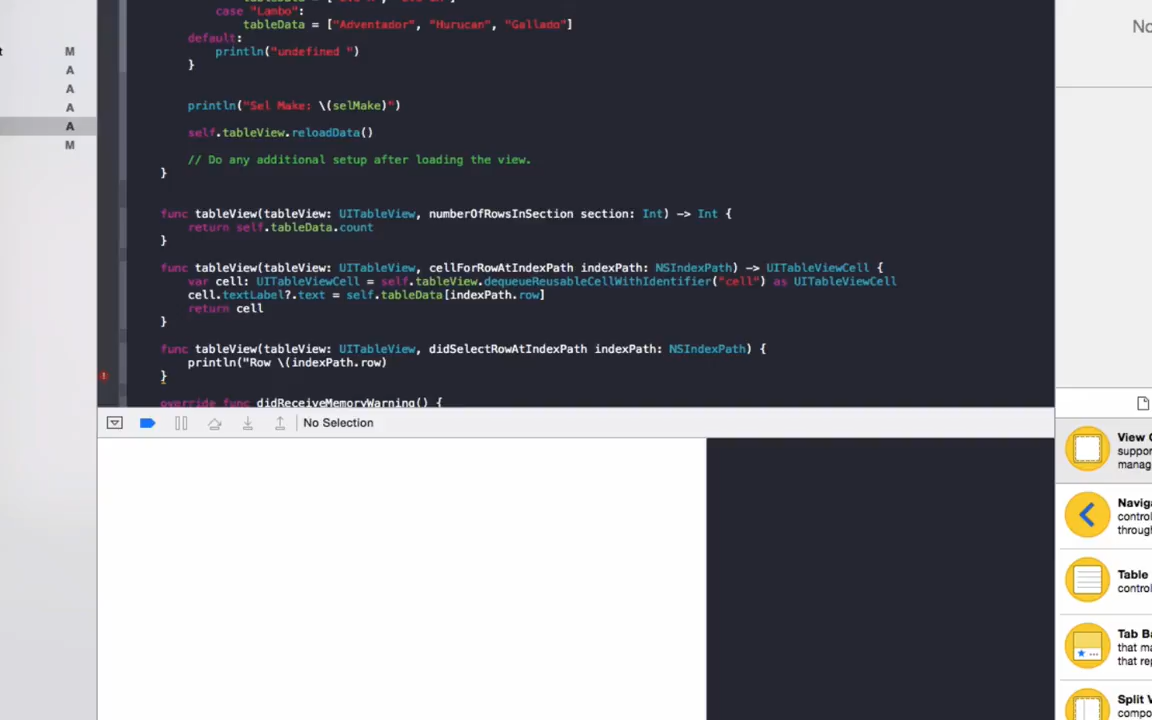 case "Lambo":
tableData = ["Adventador", "Hurucan", "Gallado"]
default:
println("undefined ")
}
println("Sel Make: \(selMake)")
self.tableView.reloadData()
// Do any additional setup after loading the view.
}
func tableView(tableView: UITableView, numberOfRowsInSection section: Int) -> Int {
return self.tableData.count
}
func tableView(tableView: UITableView, cellForRowAtIndexPath indexPath: NSIndexPath) -> UITableViewCell {
var cell: UITableViewCell = self.tableView.dequeueReusableCellWithIdentifier("cell") as UITableViewCell
cell.textLabel?.text = self.tableData[indexPath.row]
return cell
}
func tableView(tableView: UITableView, didSelectRowAtIndexPath indexPath: NSIndexPath) {
println("Row \(indexPath.row)
}
override func didReceiveMemoryWarning() {
No Selection
t
M
A
A
A
A
M
No
View C
suppor
manag
Naviga
control
throug
Table
control
Tab Ba
that ma
that rep
Split V
compo